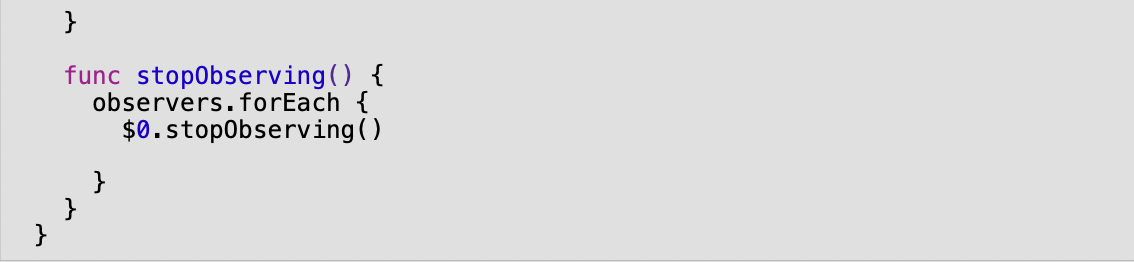 }
func stopObserving() {
observers.forEach {
$0.stopObserving()
}
}
}